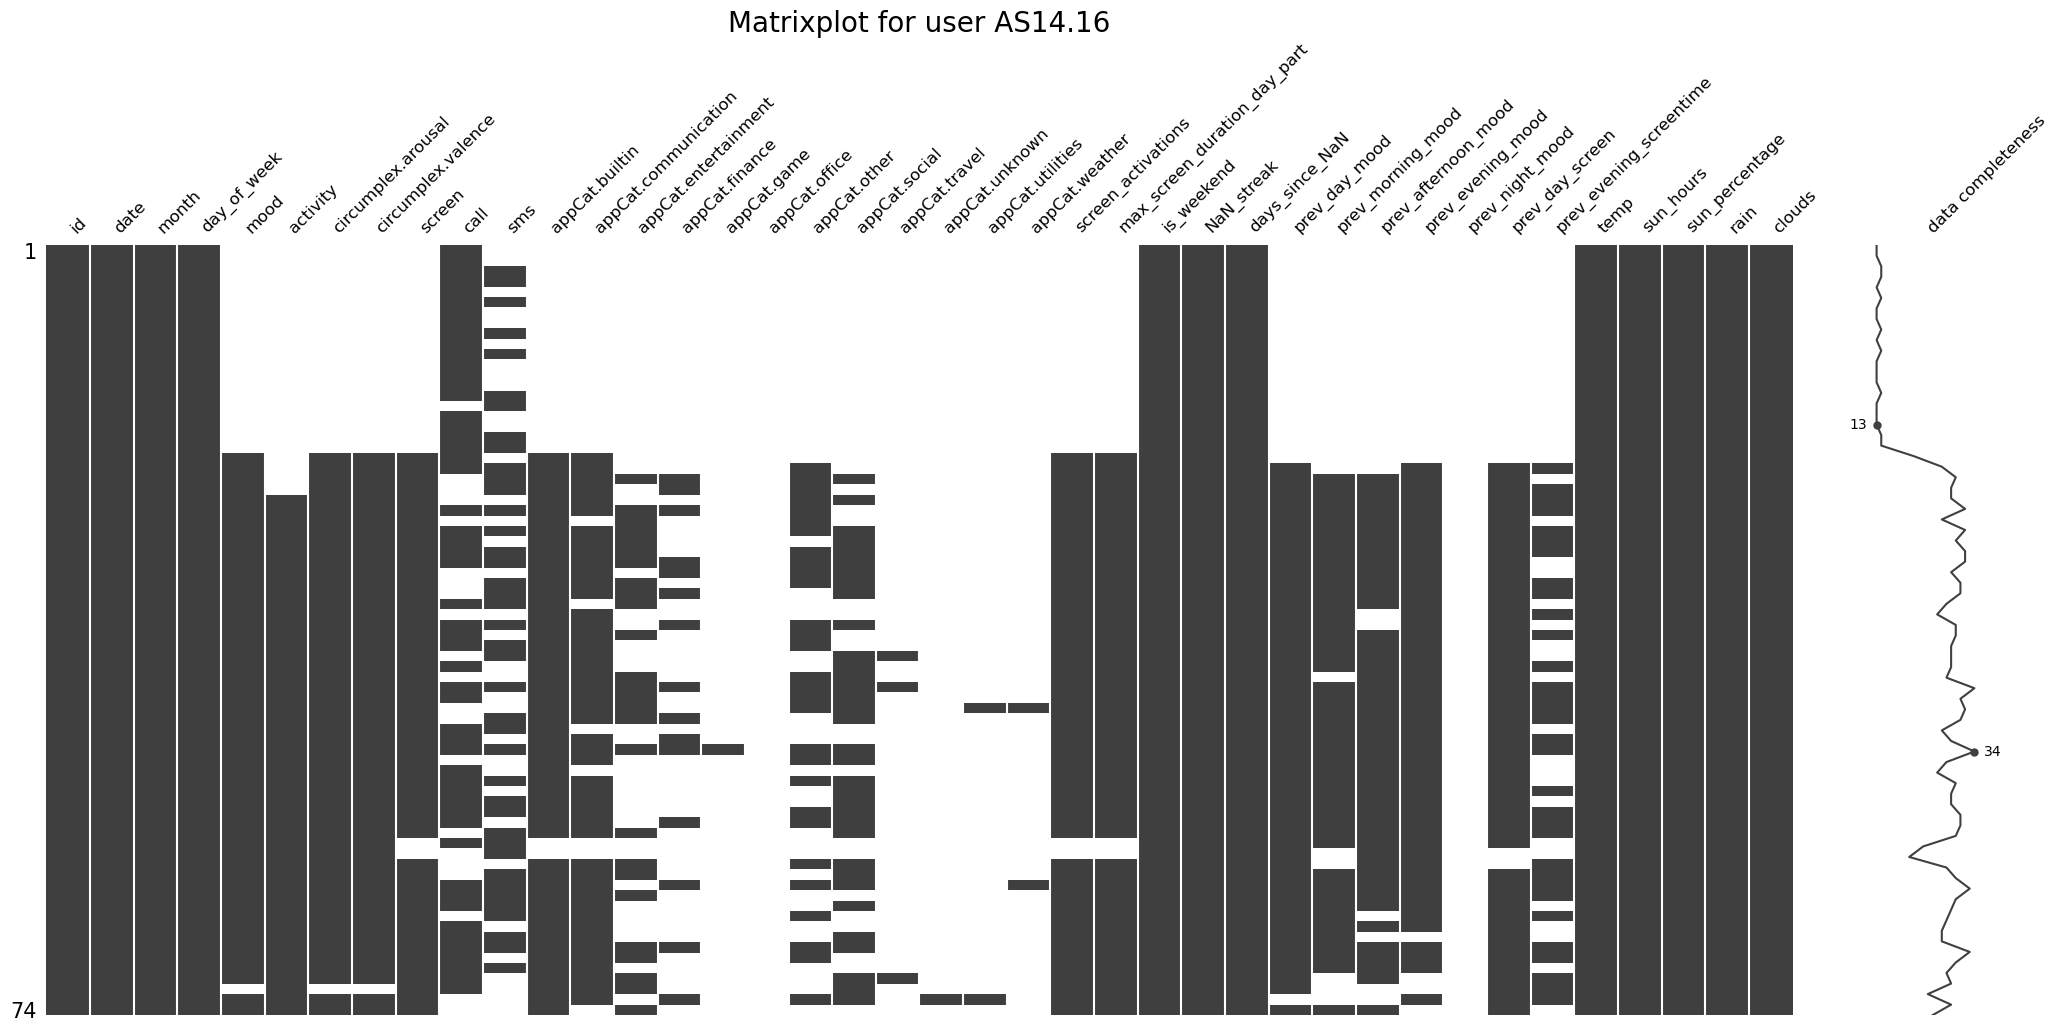 Matrixplot for user AS14.16
id
date
month
day_of_week
mood
activity
circumplex.arousal
circumplex.valence
screen
call
sms
appCat.builtin
appCat.communication
appCat.entertainment
appCat.finance
appCat.game
appCat.office
appCat.other
appCat.social
appCat.travel
appCat.unknown
appCat.utilities
appCat.weather
screen_activations
max_screen_duration_day_part
is_weekend
NaN_streak
days_since_NaN
prev_day_mood
prev_morning_mood
prev_afternoon_mood
prev_evening_mood
prev_night_mood
prev_day_screen
prev_evening_screentime
temp
sun_hours
sun_percentage
rain
clouds
data completeness
1
13
34
74